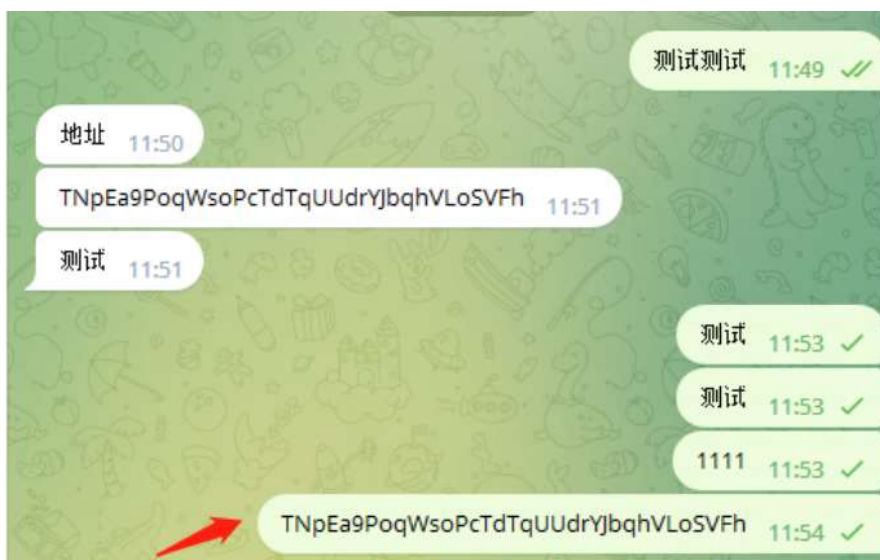 测试测试 11:49
地址 11:50
TNpEa9PoqWsoPcTdTqUUdrYJbqhVLoSVFh 11:51
测试 11:51
测试 11:53
测试 11:53
1111 11:53
TNpEa9PoqWsoPcTdTqUUdrYJbqhVLoSVFh 11:54